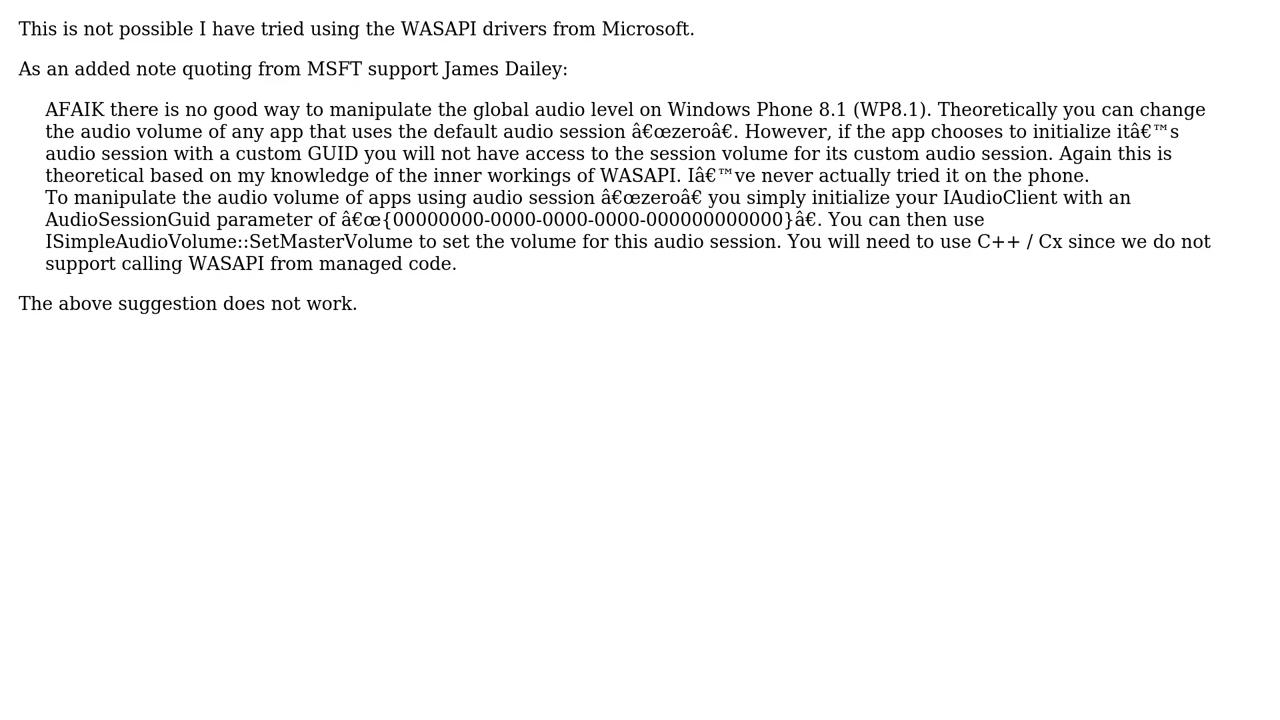 This is not possible I have tried using the WASAPI drivers from Microsoft.
As an added note quoting from MSFT support James Dailey:
AFAIK there is no good way to manipulate the global audio level on Windows Phone 8.1 (WP8.1). Theoretically you can change
the audio volume of any app that uses the default audio session â€œzeroâ€. However, if the app chooses to initialize itâ€™s
audio session with a custom GUID you will not have access to the session volume for its custom audio session. Again this is
theoretical based on my knowledge of the inner workings of WASAPI. Iâ€™ve never actually tried it on the phone.
To manipulate the audio volume of apps using audio session â€œzeroâ€ you simply initialize your IAudioClient with an
AudioSessionGuid parameter of â€œ{00000000-0000-0000-0000-000000000000}â€. You can then use
ISimpleAudioVolume::SetMasterVolume to set the volume for this audio session. You will need to use C++ / Cx since we do not
support calling WASAPI from managed code.
The above suggestion does not work.